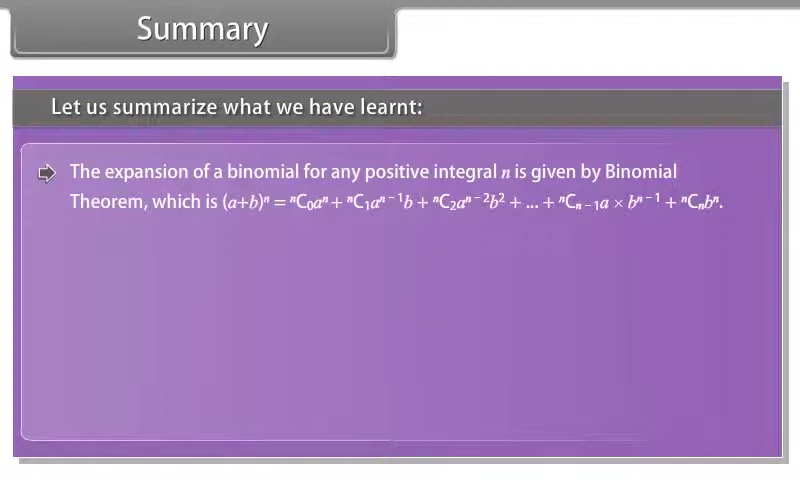 Summary
Let us summarize what we have learnt:
The expansion of a binomial for any positive integral n is given by Binomial
Theorem, which is (a+b)ⁿ = ⁿC₀aⁿ + ⁿC₁aⁿ⁻¹b + ⁿC₂aⁿ⁻²b² + ... + ⁿCₙ₋₁a × bⁿ⁻¹ + ⁿCₙbⁿ.